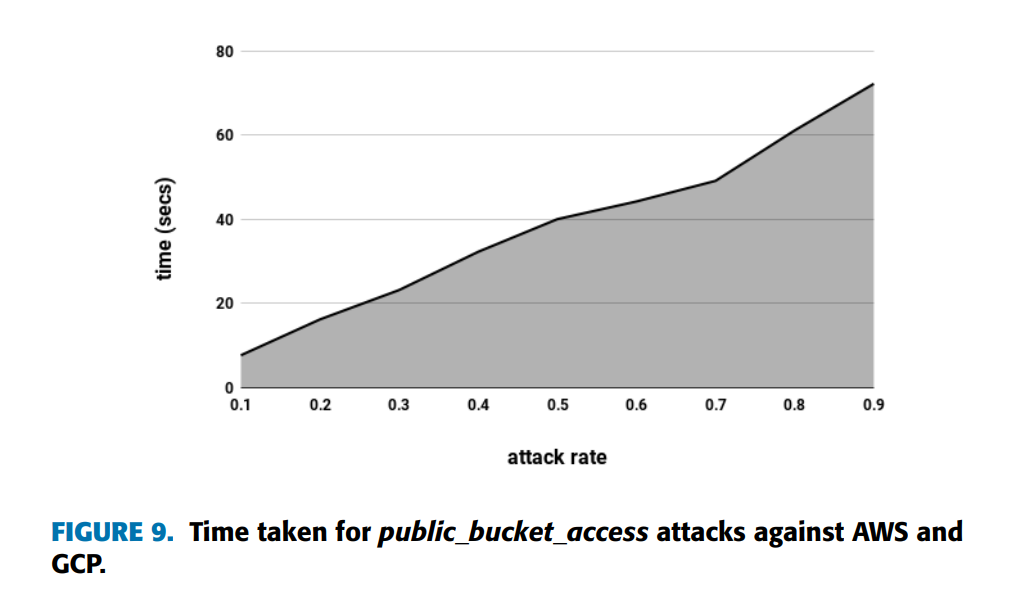 80
60
40
20
0
time (secs)
0.1 0.2 0.3 0.4 0.5 0.6 0.7 0.8 0.9
attack rate
FIGURE 9. Time taken for public_bucket_access attacks against AWS and
GCP.